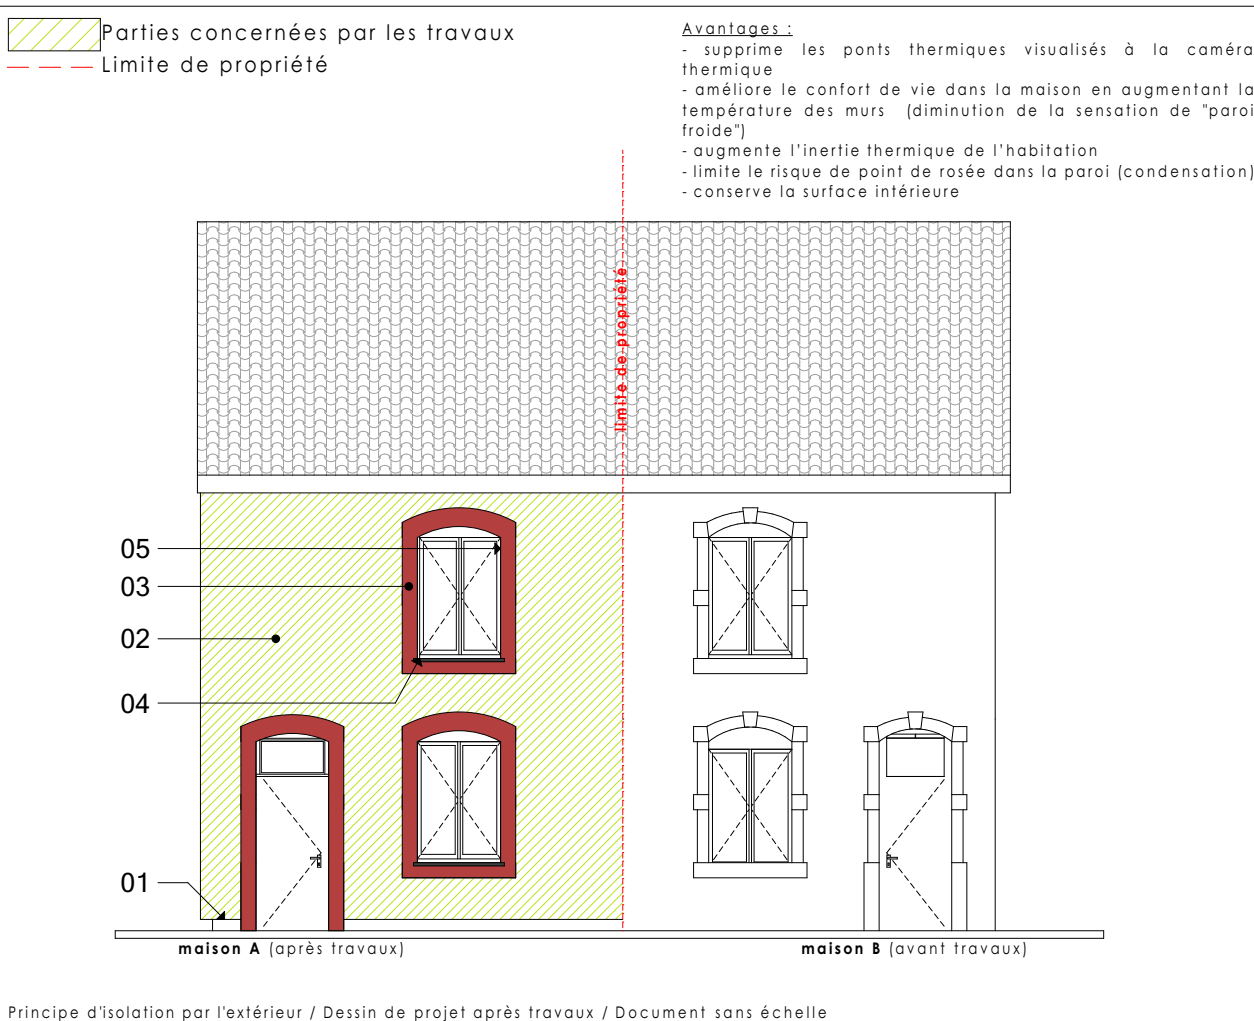 Parties concernées par les travaux
Limite de propriété
Avantages :
- supprime les ponts thermiques visualisés à la caméra
thermique
- améliore le confort de vie dans la maison en augmentant la
température des murs (diminution de la sensation de "paroi
froide")
- augmente l'inertie thermique de l'habitation
- limite le risque de point de rosée dans la paroi (condensation)
- conserve la surface intérieure
limite de propriété
05
03
02
04
01
maison A (après travaux)
maison B (avant travaux)
Principe d'isolation par l'extérieur / Dessin de projet après travaux / Document sans échelle